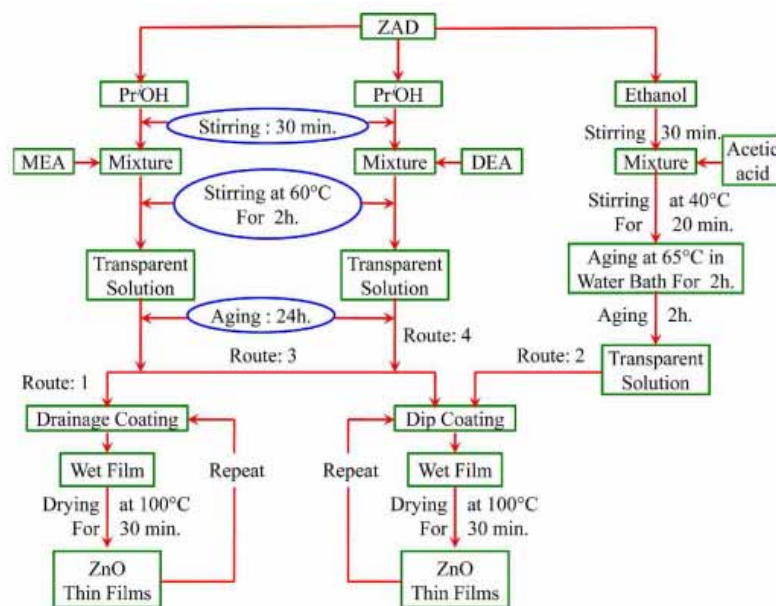 ZAD
PrⁱOH
PrⁱOH
Ethanol
Stirring : 30 min.
Stirring 30 min.
MEA
Mixture
Mixture
DEA
Mixture
Acetic
acid
Stirring at 60°C
For 2h.
Stirring at 40°C
For 20 min.
Transparent
Solution
Transparent
Solution
Aging at 65°C in
Water Bath For 2h.
Aging : 24h.
Aging 2h.
Route: 1
Route: 3
Route: 4
Route: 2
Transparent
Solution
Drainage Coating
Dip Coating
Wet Film
Repeat
Repeat
Wet Film
Drying at 100°C
For 30 min.
Drying at 100°C
For 30 min.
ZnO
Thin Films
ZnO
Thin Films